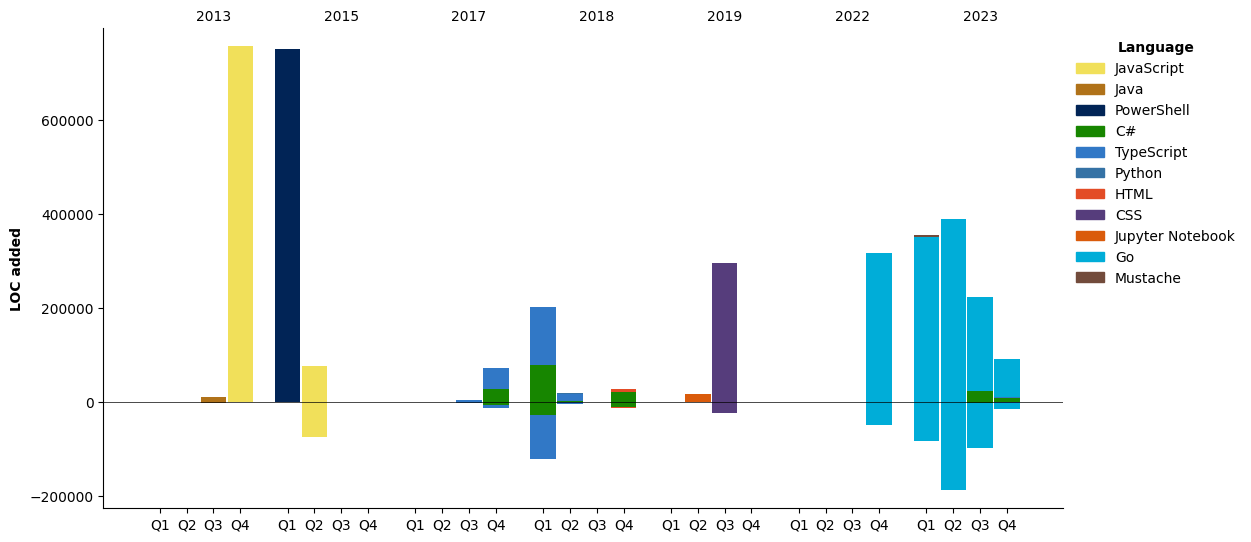 2013 2015 2017 2018 2019 2022 2023
Language
JavaScript
Java
PowerShell
C#
TypeScript
Python
HTML
CSS
Jupyter Notebook
Go
Mustache
LOC added
600000
400000
200000
0
−200000
Q1 Q2 Q3 Q4 Q1 Q2 Q3 Q4 Q1 Q2 Q3 Q4 Q1 Q2 Q3 Q4 Q1 Q2 Q3 Q4 Q1 Q2 Q3 Q4 Q1 Q2 Q3 Q4